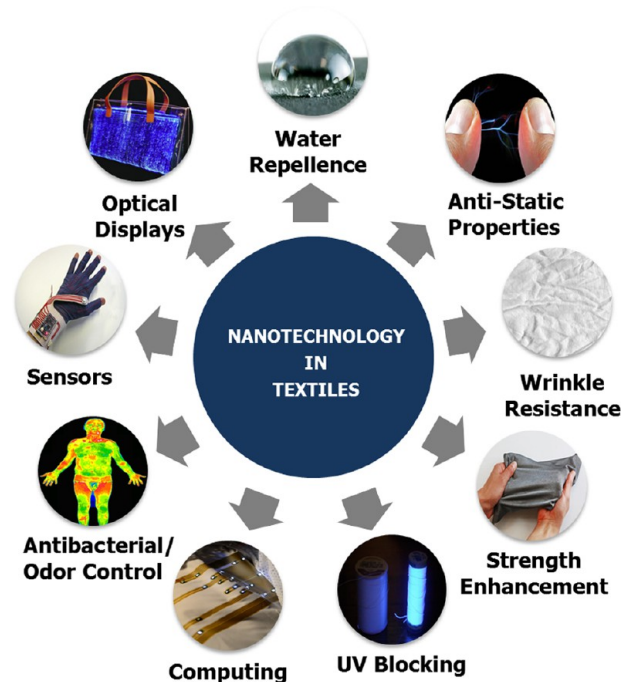 Water
Repellence
Anti-Static
Properties
Wrinkle
Resistance
Strength
Enhancement
UV Blocking
Computing
Antibacterial/
Odor Control
Sensors
Optical
Displays
NANOTECHNOLOGY
IN
TEXTILES